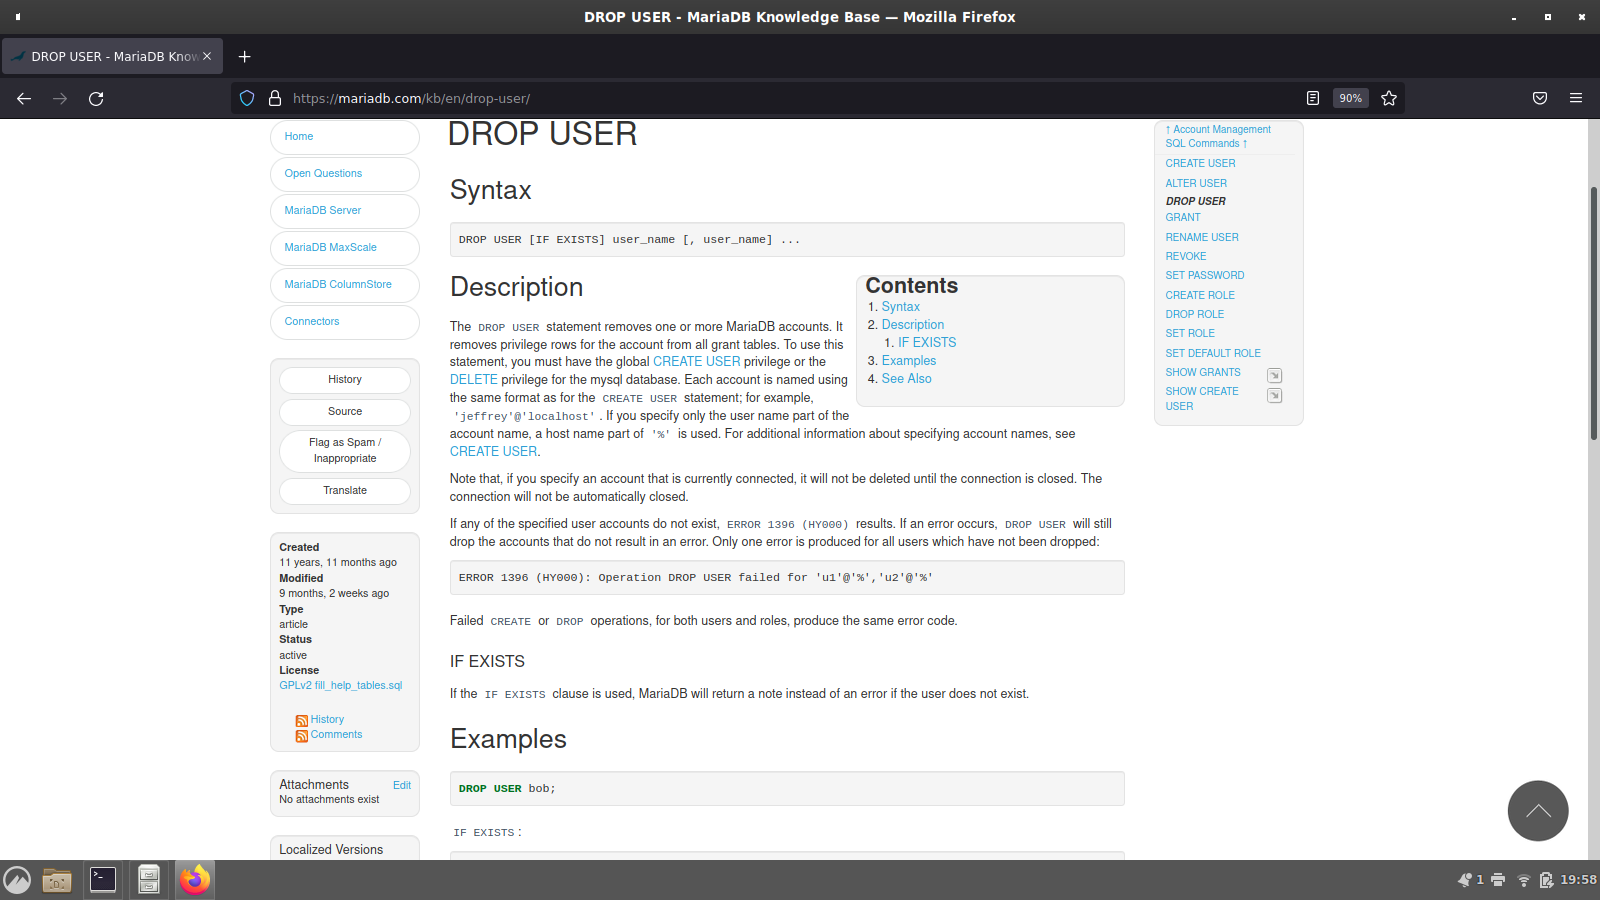 DROP USER - MariaDB Knowledge Base — Mozilla Firefox
DROP USER - MariaDB Know
https://mariadb.com/kb/en/drop-user/
90%
Home
Open Questions
MariaDB Server
MariaDB MaxScale
MariaDB ColumnStore
Connectors
History
Source
Flag as Spam /
Inappropriate
Translate
Created
11 years, 11 months ago
Modified
9 months, 2 weeks ago
Type
article
Status
active
License
GPLv2 fill_help_tables.sql
History
Comments
Attachments Edit
No attachments exist
Localized Versions
DROP USER
Syntax
DROP USER [IF EXISTS] user_name [, user_name] ...
Description
The DROP USER statement removes one or more MariaDB accounts. It
removes privilege rows for the account from all grant tables. To use this
statement, you must have the global CREATE USER privilege or the
DELETE privilege for the mysql database. Each account is named using
the same format as for the CREATE USER statement; for example,
'jeffrey'@'localhost'. If you specify only the user name part of the
account name, a host name part of '%' is used. For additional information about specifying account names, see
CREATE USER.
Contents
1. Syntax
2. Description
1. IF EXISTS
3. Examples
4. See Also
Note that, if you specify an account that is currently connected, it will not be deleted until the connection is closed. The
connection will not be automatically closed.
If any of the specified user accounts do not exist, ERROR 1396 (HY000) results. If an error occurs, DROP USER will still
drop the accounts that do not result in an error. Only one error is produced for all users which have not been dropped:
ERROR 1396 (HY000): Operation DROP USER failed for 'u1'@'%','u2'@'%'
Failed CREATE or DROP operations, for both users and roles, produce the same error code.
IF EXISTS
If the IF EXISTS clause is used, MariaDB will return a note instead of an error if the user does not exist.
Examples
DROP USER bob;
IF EXISTS:
↑ Account Management
SQL Commands ↑
CREATE USER
ALTER USER
DROP USER
GRANT
RENAME USER
REVOKE
SET PASSWORD
CREATE ROLE
DROP ROLE
SET ROLE
SET DEFAULT ROLE
SHOW GRANTS
SHOW CREATE
USER
1
19:58